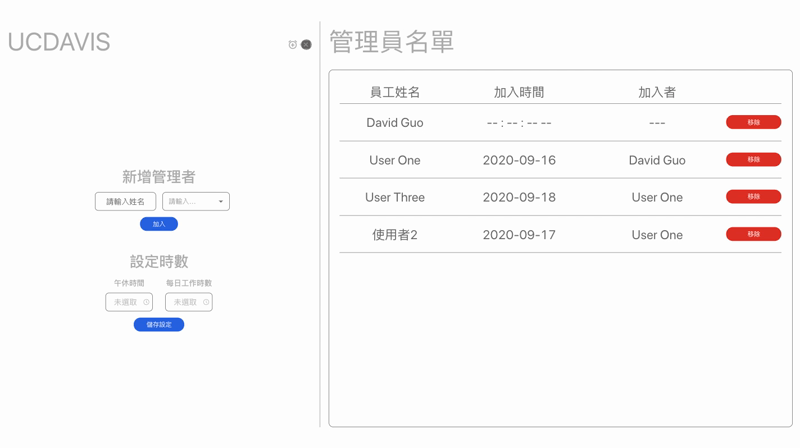 UCDAVIS
新增管理者
請輸入姓名 請輸入...
加入
設定時數
午休時間 每日工作時數
未選取 未選取
儲存設定
管理員名單
員工姓名 加入時間 加入者
David Guo -- : -- : -- -- --- 移除
User One 2020-09-16 David Guo 移除
User Three 2020-09-18 User One 移除
使用者2 2020-09-17 User One 移除